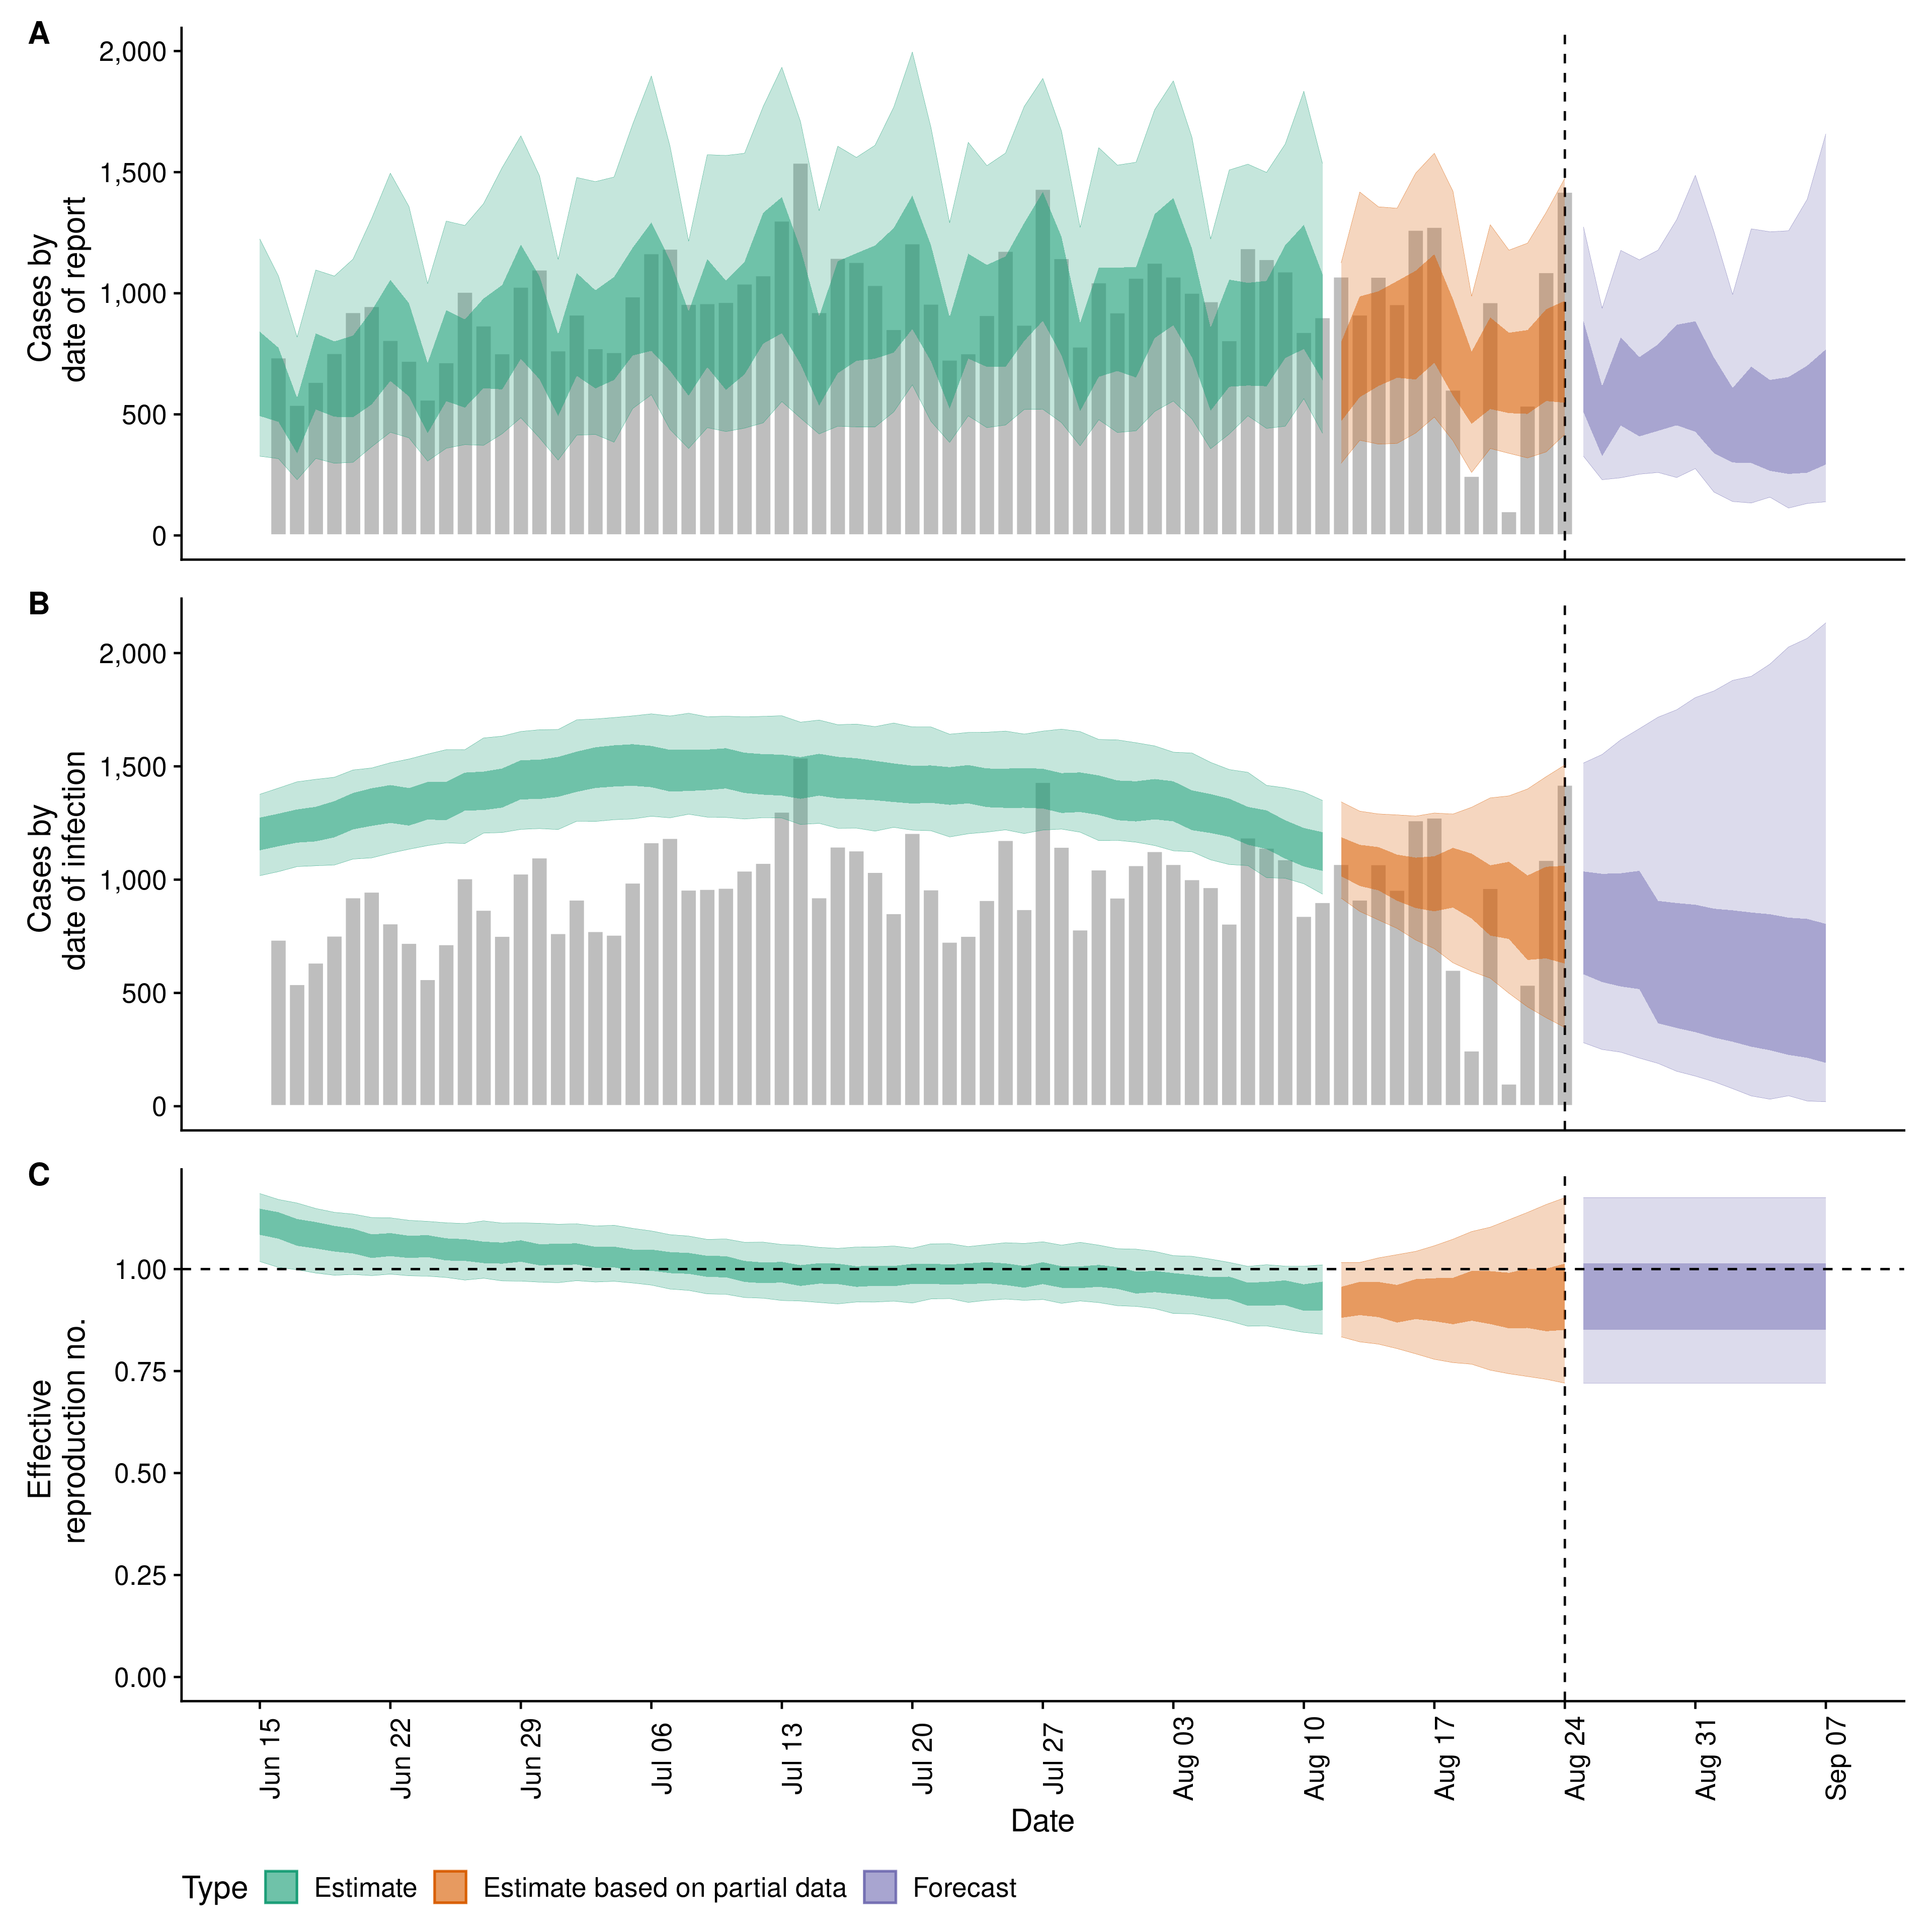 A
Cases by
date of report
2,000
1,500
1,000
500
0
B
Cases by
date of infection
2,000
1,500
1,000
500
0
C
Effective
reproduction no.
1.00
0.75
0.50
0.25
0.00
Jun 15
Jun 22
Jun 29
Jul 06
Jul 13
Jul 20
Jul 27
Aug 03
Aug 10
Aug 17
Aug 24
Aug 31
Sep 07
Date
Type Estimate Estimate based on partial data Forecast